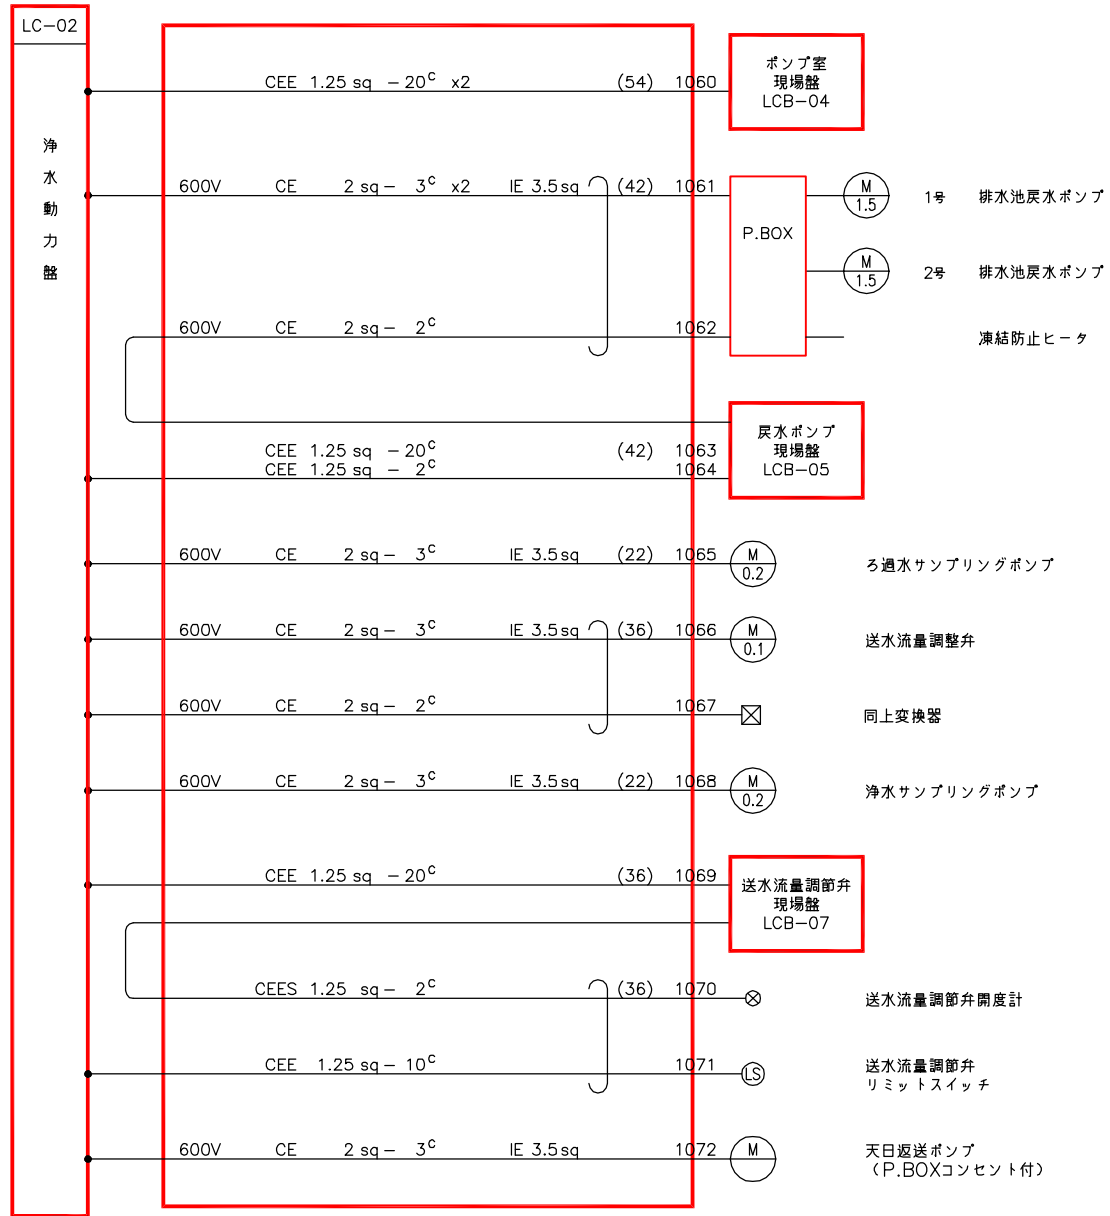 LC-02
浄水動力盤
CEE 1.25 sq - 20C x2 (54) 1060
ポンプ室
現場盤
LCB-04
600V CE 2 sq - 3C x2 IE 3.5 sq (42) 1061
P.BOX
M
1.5
1号 排水池戻水ポンプ
M
1.5
2号 排水池戻水ポンプ
600V CE 2 sq - 2C 1062
凍結防止ヒータ
戻水ポンプ
現場盤
LCB-05
CEE 1.25 sq - 20C (42) 1063
CEE 1.25 sq - 2C 1064
600V CE 2 sq - 3C IE 3.5 sq (22) 1065
M
0.2
ろ過水サンプリングポンプ
600V CE 2 sq - 3C IE 3.5 sq (36) 1066
M
0.1
送水流量調整弁
600V CE 2 sq - 2C 1067
同上変換器
600V CE 2 sq - 3C IE 3.5 sq (22) 1068
M
0.2
浄水サンプリングポンプ
CEE 1.25 sq - 20C (36) 1069
送水流量調節弁
現場盤
LCB-07
CEES 1.25 sq - 2C (36) 1070
送水流量調節弁開度計
CEE 1.25 sq - 10C 1071
LS
送水流量調節弁
リミットスイッチ
600V CE 2 sq - 3C IE 3.5 sq 1072
M
天日返送ポンプ
(P.BOXコンセント付)